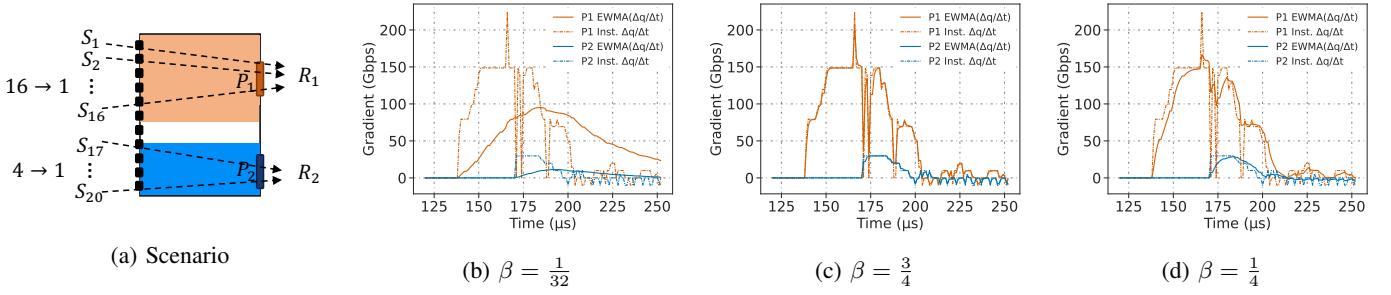 S1
S2
16 → 1
⋮
S16
P1
R1
S17
4 → 1
⋮
S20
P2
R2
(a) Scenario
P1 EWMA(Δq/Δt)
P1 Inst. Δq/Δt
P2 EWMA(Δq/Δt)
P2 Inst. Δq/Δt
Gradient (Gbps)
200
150
100
50
0
125 150 175 200 225 250
Time (μs)
(b) β = 1/32
P1 EWMA(Δq/Δt)
P1 Inst. Δq/Δt
P2 EWMA(Δq/Δt)
P2 Inst. Δq/Δt
Gradient (Gbps)
200
150
100
50
0
125 150 175 200 225 250
Time (μs)
(c) β = 3/4
P1 EWMA(Δq/Δt)
P1 Inst. Δq/Δt
P2 EWMA(Δq/Δt)
P2 Inst. Δq/Δt
Gradient (Gbps)
200
150
100
50
0
125 150 175 200 225 250
Time (μs)
(d) β = 1/4